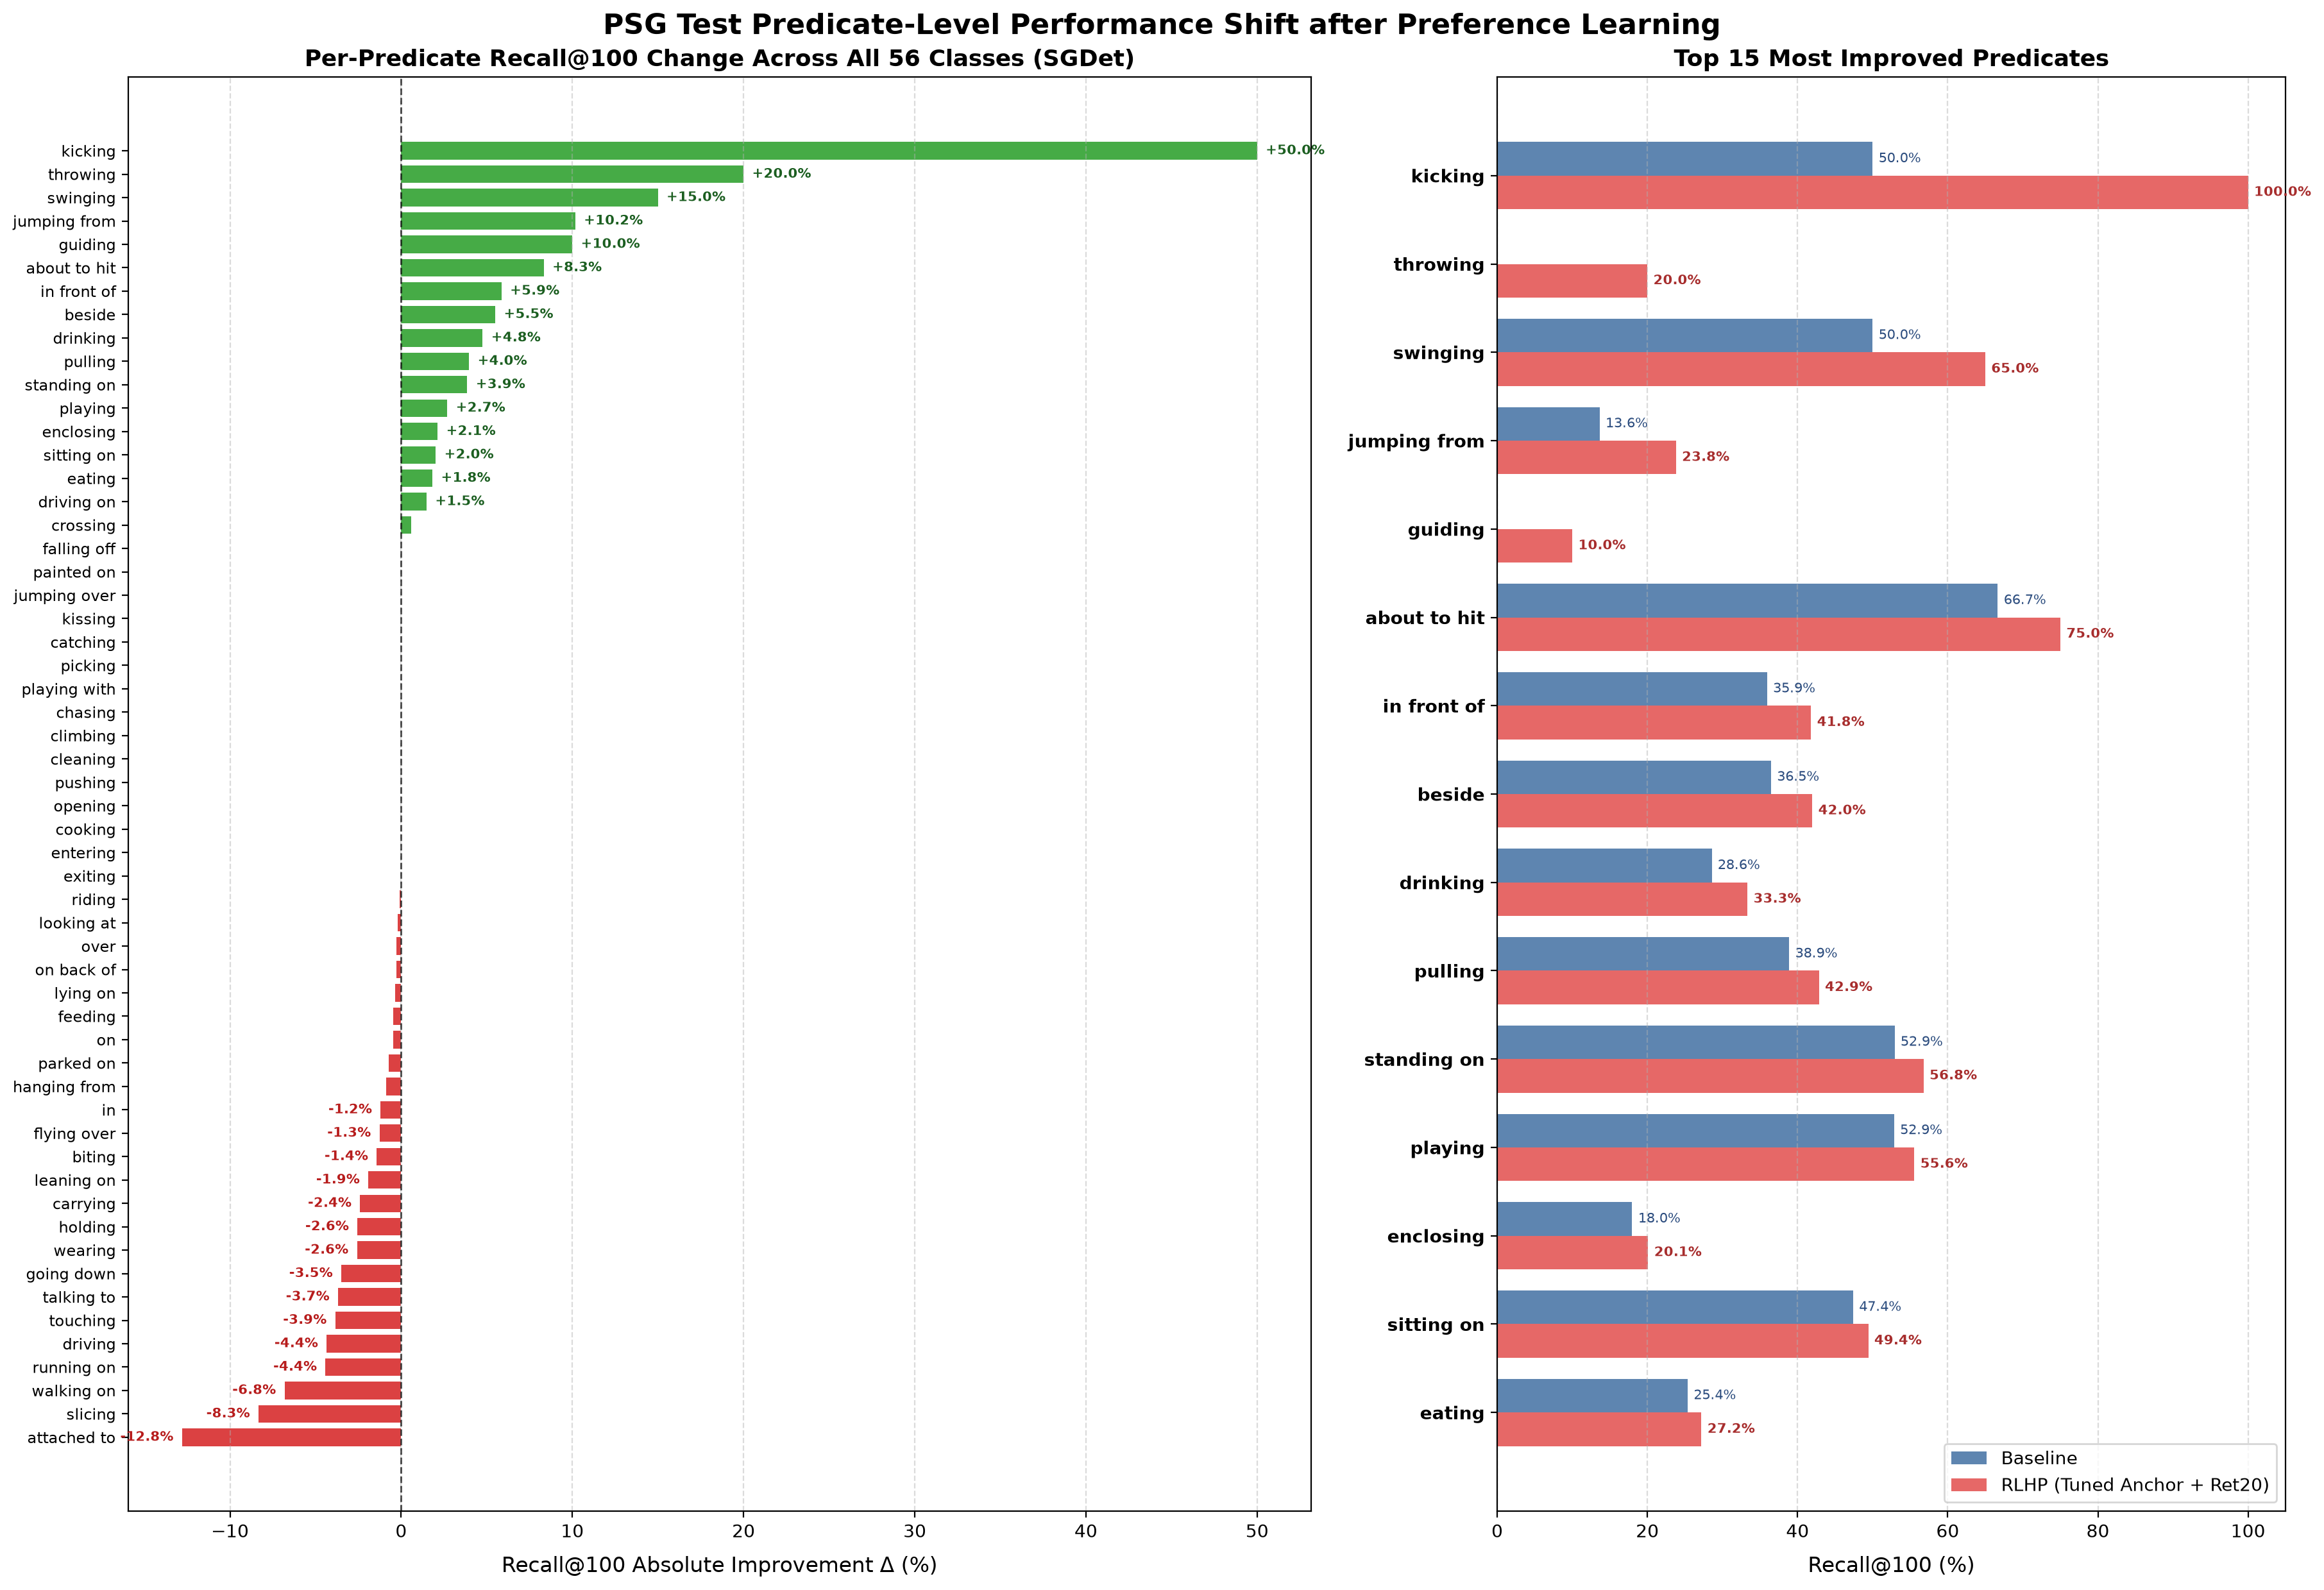 PSG Test Predicate-Level Performance Shift after Preference Learning
Per-Predicate Recall@100 Change Across All 56 Classes (SGDet)
kicking +50.0%
throwing +20.0%
swinging +15.0%
jumping from +10.2%
guiding +10.0%
about to hit +8.3%
in front of +5.9%
beside +5.5%
drinking +4.8%
pulling +4.0%
standing on +3.9%
playing +2.7%
enclosing +2.1%
sitting on +2.0%
eating +1.8%
driving on +1.5%
crossing
falling off
painted on
jumping over
kissing
catching
picking
playing with
chasing
climbing
cleaning
pushing
opening
cooking
entering
exiting
riding
looking at
over
on back of
lying on
feeding
on
parked on
hanging from
in -1.2%
flying over -1.3%
biting -1.4%
leaning on -1.9%
carrying -2.4%
holding -2.6%
wearing -2.6%
going down -3.5%
talking to -3.7%
touching -3.9%
driving -4.4%
running on -4.4%
walking on -6.8%
slicing -8.3%
attached to -12.8%
−10 0 10 20 30 40 50
Recall@100 Absolute Improvement Δ (%)
Top 15 Most Improved Predicates
50.0%
kicking
100.0%
throwing
20.0%
50.0%
swinging
65.0%
13.6%
jumping from
23.8%
guiding
10.0%
66.7%
about to hit
75.0%
35.9%
in front of
41.8%
36.5%
beside
42.0%
28.6%
drinking
33.3%
38.9%
pulling
42.9%
52.9%
standing on
56.8%
52.9%
playing
55.6%
18.0%
enclosing
20.1%
47.4%
sitting on
49.4%
25.4%
eating
27.2%
Baseline
RLHP (Tuned Anchor + Ret20)
0 20 40 60 80 100
Recall@100 (%)